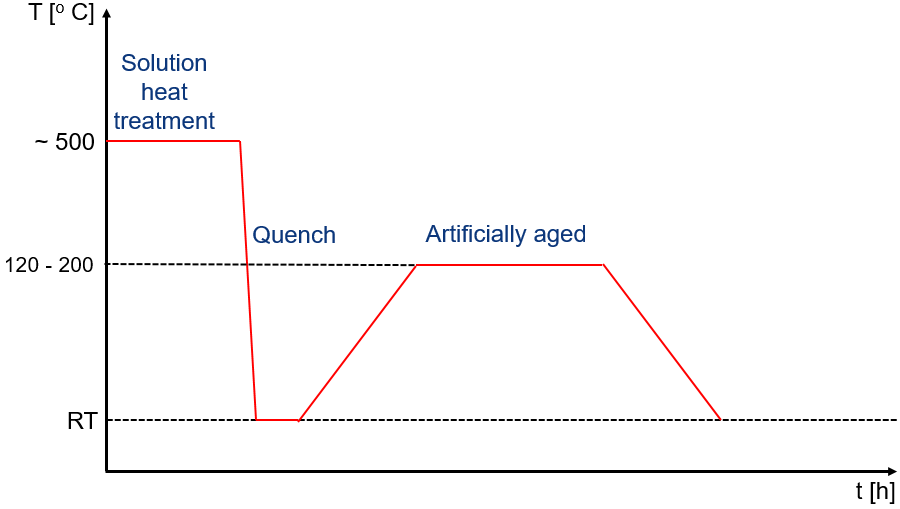 T [º C]
Solution
heat
treatment
~ 500
Quench
Artificially aged
120 - 200
RT
t [h]